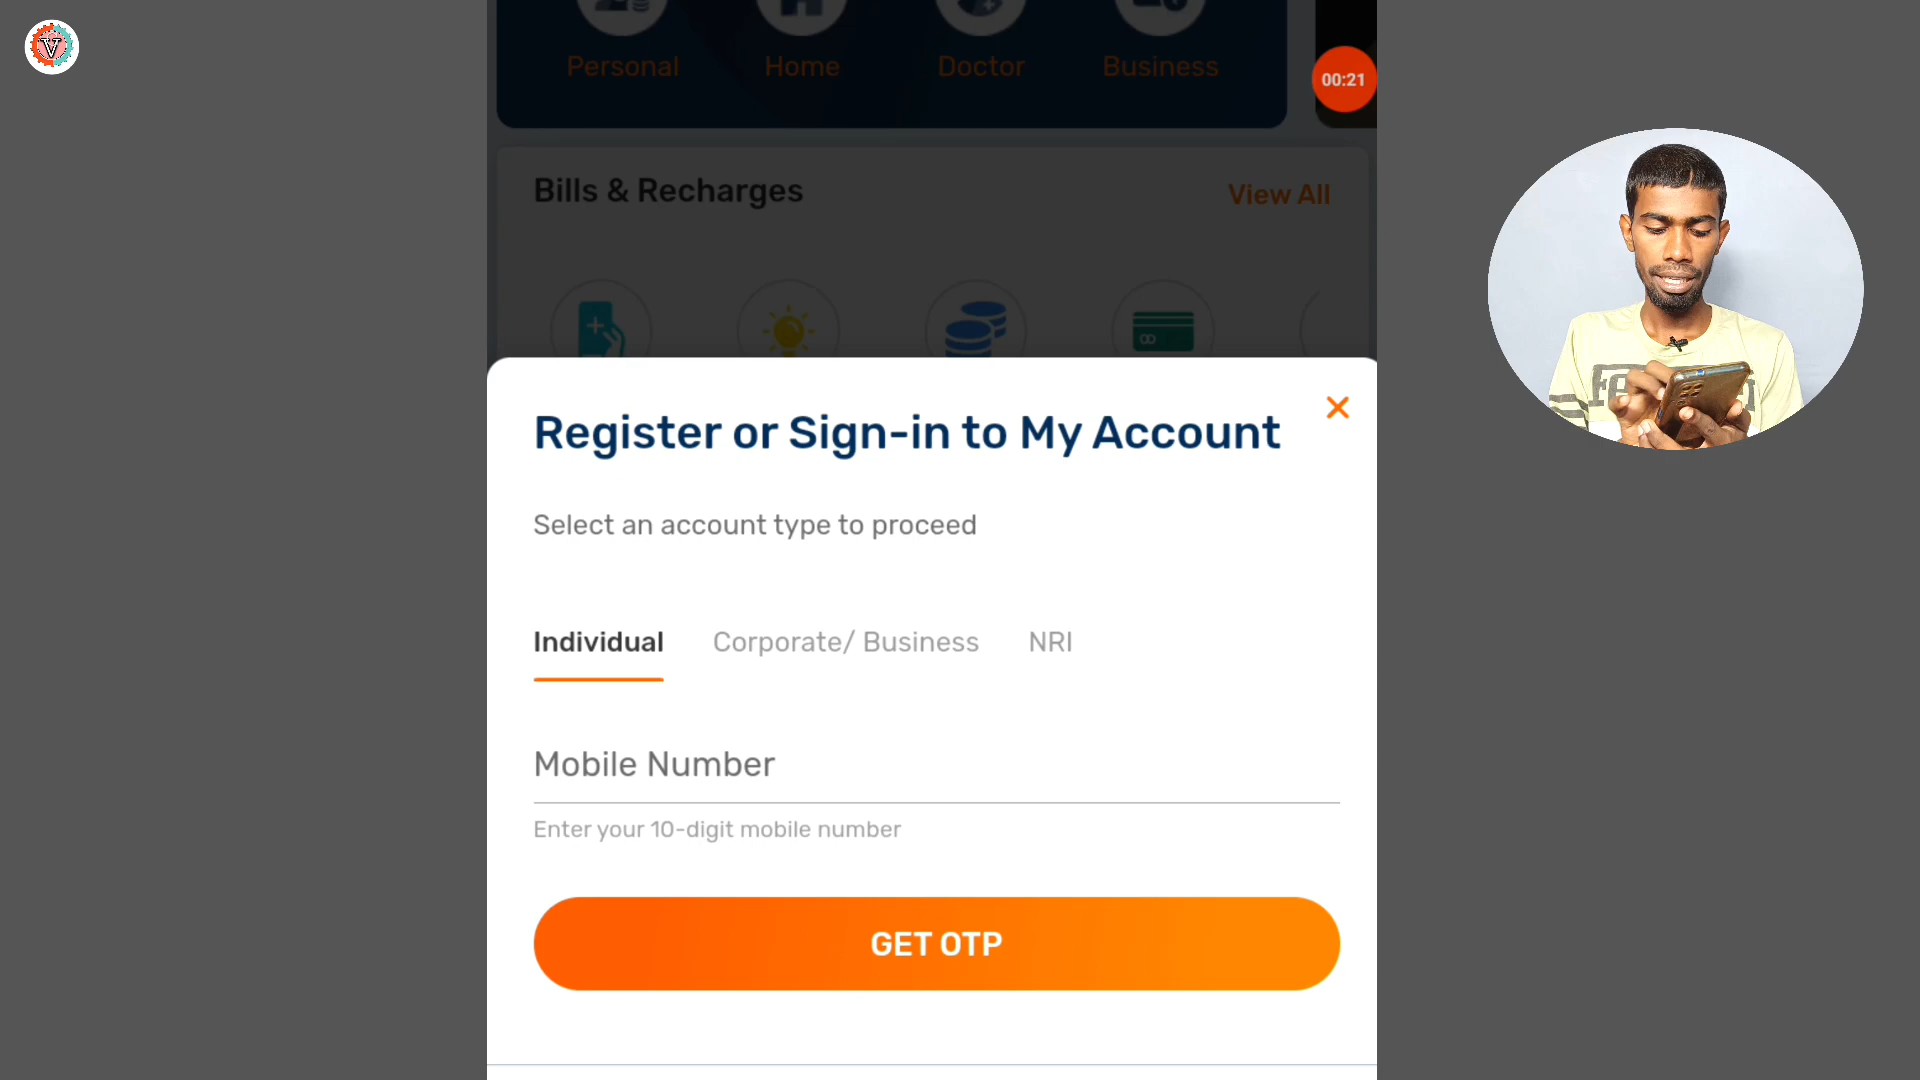 V
Personal Home Doctor Business
00:21
Bills & Recharges View All
Register or Sign-in to My Account
Select an account type to proceed
Individual Corporate/ Business NRI
Mobile Number
Enter your 10-digit mobile number
GET OTP